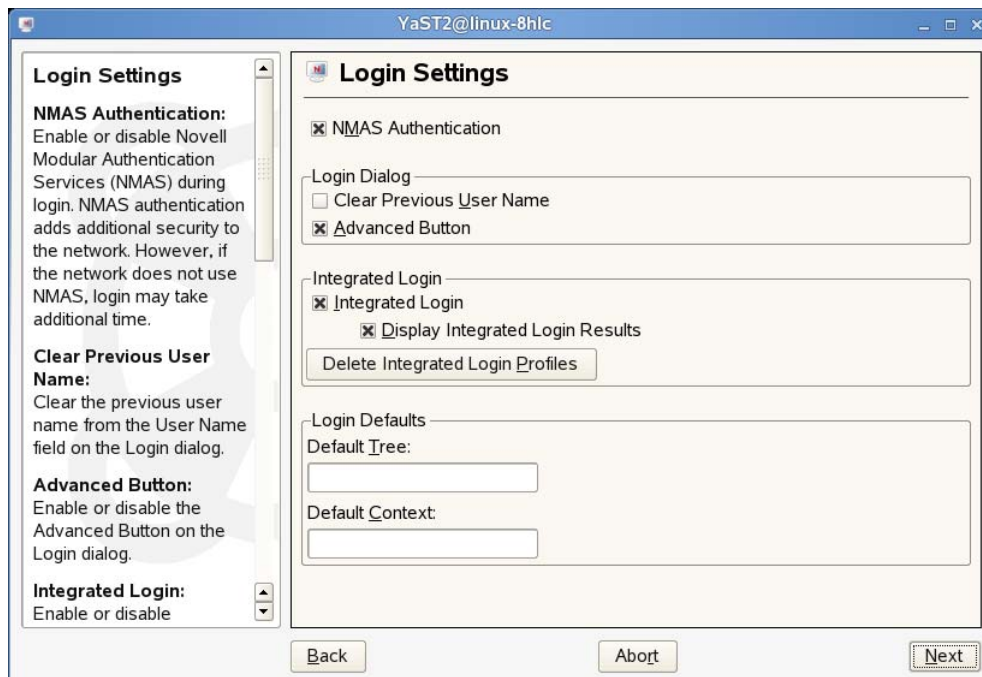 YaST2@linux-8hlc
Login Settings
NMAS Authentication:
Enable or disable Novell
Modular Authentication
Services (NMAS) during
login. NMAS authentication
adds additional security to
the network. However, if
the network does not use
NMAS, login may take
additional time.
Clear Previous User
Name:
Clear the previous user
name from the User Name
field on the Login dialog.
Advanced Button:
Enable or disable the
Advanced Button on the
Login dialog.
Integrated Login:
Enable or disable
Login Settings
NMAS Authentication
Login Dialog
Clear Previous User Name
Advanced Button
Integrated Login
Integrated Login
Display Integrated Login Results
Delete Integrated Login Profiles
Login Defaults
Default Tree:
Default Context:
Back
Abort
Next